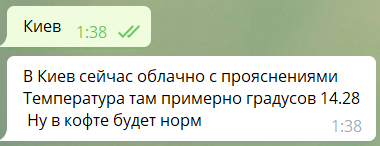 Киев
1:38
В Киев сейчас облачно с прояснениями
Температура там примерно градусов 14.28
Ну в кофте будет норм
1:38